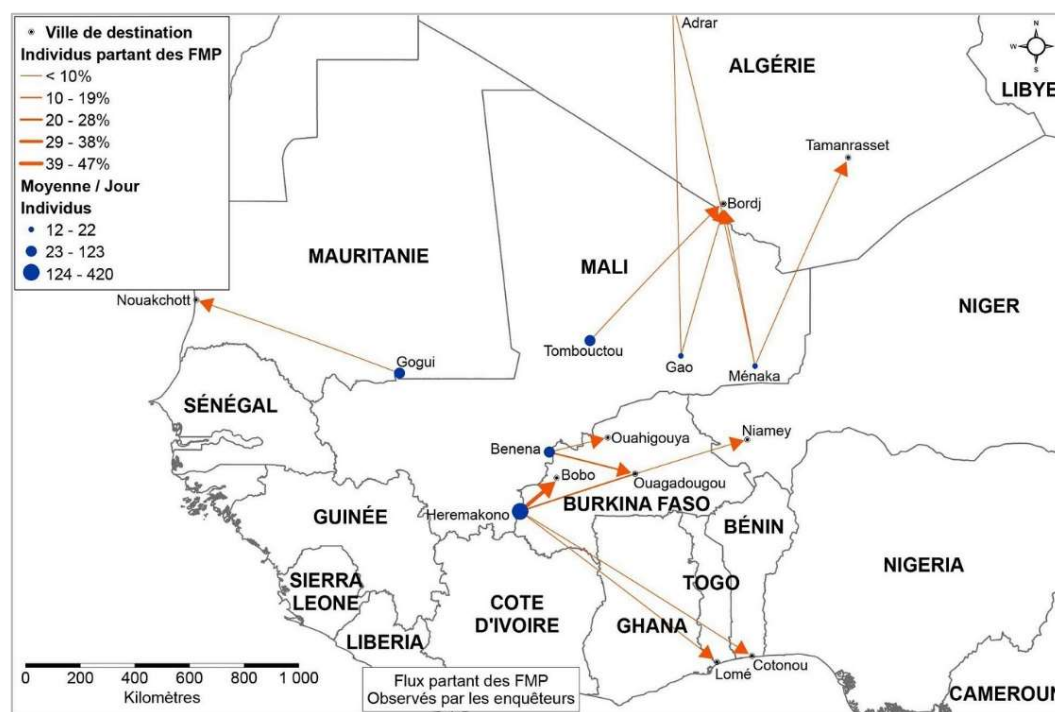 Ville de destination
Individus partant des FMP
< 10%
10 - 19%
20 - 28%
29 - 38%
39 - 47%
Moyenne / Jour
Individus
12 - 22
23 - 123
124 - 420
Adrar
N
W
S
ALGÉRIE
LIBYE
Tamanrasset
Bordj
MAURITANIE
MALI
NIGER
Nouakchott
Tombouctou
Gogui
Gao
Ménaka
SÉNÉGAL
Benena
Ouahigouya
Niamey
Bobo
Ouagadougou
BURKINA FASO
Heremakono
GUINÉE
BÉNIN
NIGERIA
SIERRA
LEONE
COTE
D'IVOIRE
TOGO
GHANA
LIBERIA
Lomé
Cotonou
CAMEROUN
0 200 400 600 800 1 000
Kilomètres
Flux partant des FMP
Observés par les enquêteurs